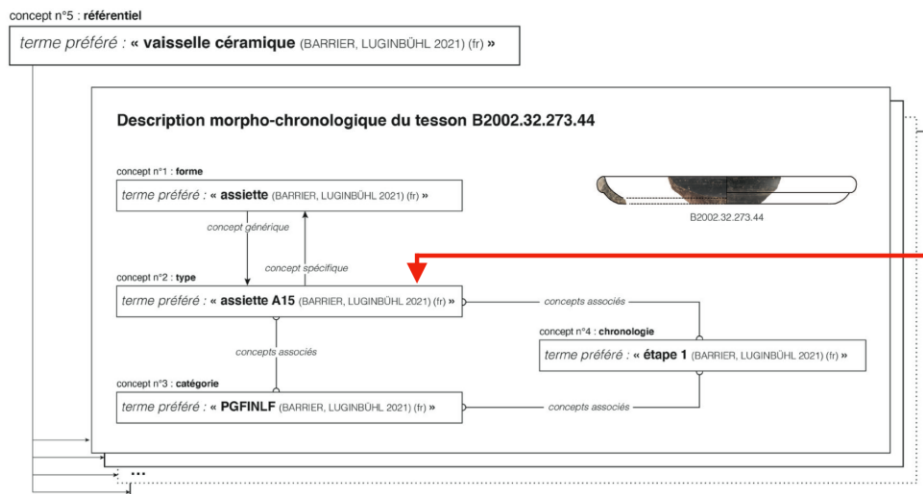 concept n°5 : référentiel
terme préféré : « vaisselle céramique (BARRIER, LUGINBÜHL 2021) (fr) »
Description morpho-chronologique du tesson B2002.32.273.44
concept n°1 : forme
terme préféré : « assiette (BARRIER, LUGINBÜHL 2021) (fr) »
B2002.32.273.44
concept générique
concept spécifique
concept n°2 : type
terme préféré : « assiette A15 (BARRIER, LUGINBÜHL 2021) (fr) »
concepts associés
concept n°4 : chronologie
terme préféré : « étape 1 (BARRIER, LUGINBÜHL 2021) (fr) »
concepts associés
concept n°3 : catégorie
terme préféré : « PGFINLF (BARRIER, LUGINBÜHL 2021) (fr) »
concepts associés
...